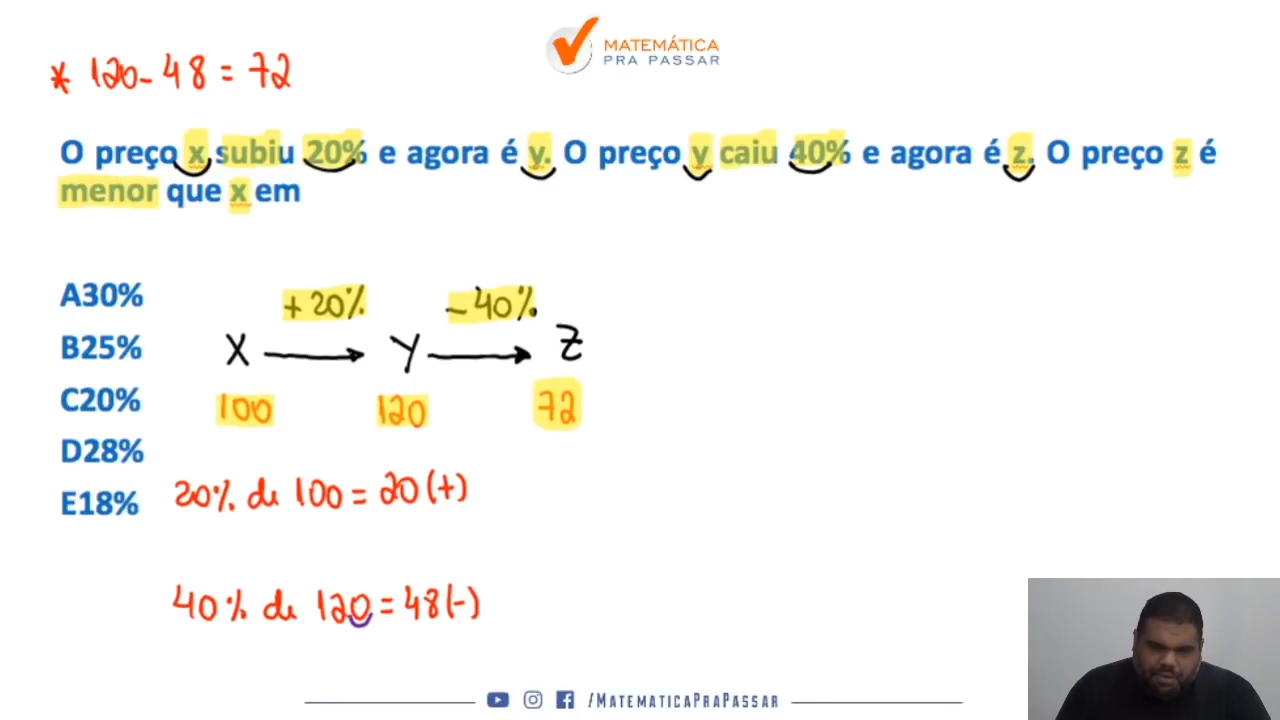 MATEMÁTICA
PRA PASSAR
* 120 - 48 = 72
O preço x subiu 20% e agora é y. O preço y caiu 40% e agora é z. O preço z é
menor que x em
A30%
B25%
C20%
D28%
E18%
+20% -40%
X Y Z
100 120 72
20% de 100 = 20 (+)
40% de 120 = 48 (-)
/MATEMATICAPRAPASSAR